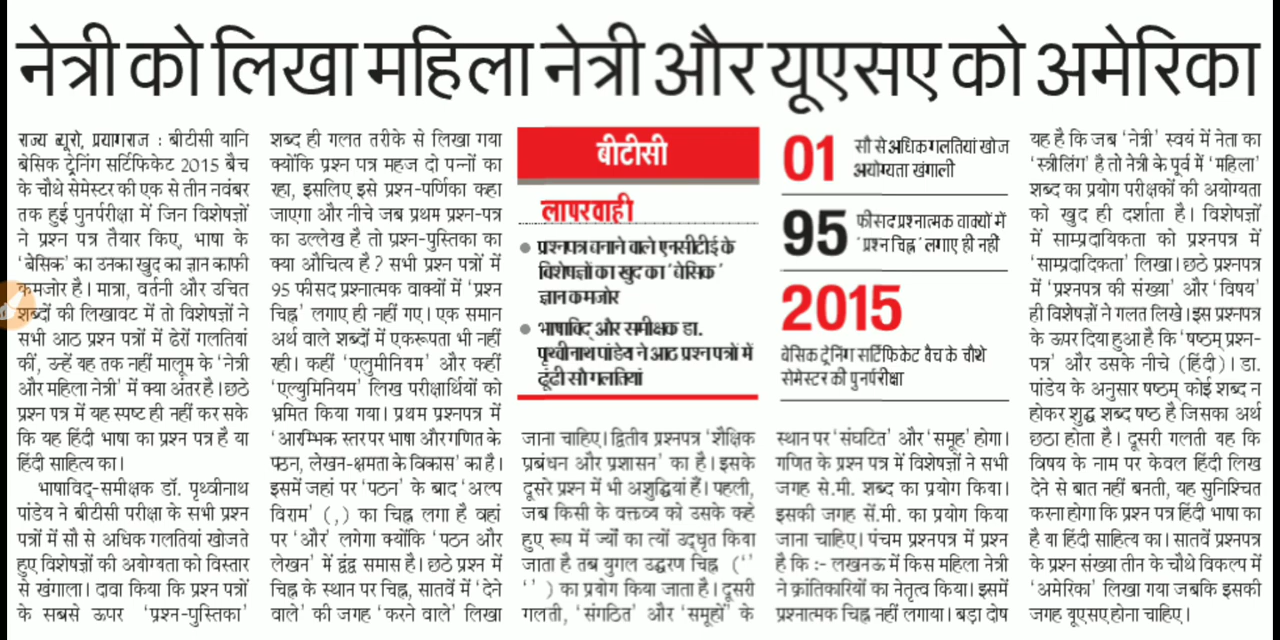 नेत्री को लिखा महिला नेत्री और यूएसए को अमेरिका
राज्य ब्यूरो, प्रयागराज : बीटीसी यानि
बेसिक ट्रेनिंग सर्टिफिकेट 2015 बैच
के चौथे सेमेस्टर की एक से तीन नवंबर
तक हुई पुनर्परीक्षा में जिन विशेषज्ञों
ने प्रश्न पत्र तैयार किए, भाषा के
'बेसिक' का उनका खुद का ज्ञान काफी
कमजोर है। मात्रा, वर्तनी और उचित
शब्दों की लिखावट में तो विशेषज्ञों ने
सभी आठ प्रश्न पत्रों में ढेरों गलतियां
कीं, उन्हें यह तक नहीं मालूम के 'नेत्री
और महिला नेत्री' में क्या अंतर है। छठे
प्रश्न पत्र में यह स्पष्ट ही नहीं कर सके
कि यह हिंदी भाषा का प्रश्न पत्र है या
हिंदी साहित्य का।
भाषाविद्-समीक्षक डॉ. पृथ्वीनाथ
पांडेय ने बीटीसी परीक्षा के सभी प्रश्न
पत्रों में सौ से अधिक गलतियां खोजते
हुए विशेषज्ञों की अयोग्यता को विस्तार
से खंगाला। दावा किया कि प्रश्न पत्रों
के सबसे ऊपर 'प्रश्न-पुस्तिका'
शब्द ही गलत तरीके से लिखा गया
क्योंकि प्रश्न पत्र महज दो पन्नों का
रहा, इसलिए इसे प्रश्न-पर्णिका कहा
जाएगा और नीचे जब प्रथम प्रश्न-पत्र
का उल्लेख है तो प्रश्न-पुस्तिका का
क्या औचित्य है ? सभी प्रश्न पत्रों में
95 फीसद प्रश्नात्मक वाक्यों में 'प्रश्न
चिह्न' लगाए ही नहीं गए। एक समान
अर्थ वाले शब्दों में एकरूपता भी नहीं
रही। कहीं 'एलुमीनियम' और कहीं
'एल्युमिनियम' लिख परीक्षार्थियों को
भ्रमित किया गया। प्रथम प्रश्नपत्र में
'आरम्भिक स्तर पर भाषा और गणित के
पठन, लेखन-क्षमता के विकास' का है।
इसमें जहां पर 'पठन' के बाद 'अल्प
विराम' (,) का चिह्न लगा है वहां
पर 'और' लगेगा क्योंकि 'पठन और
लेखन' में द्वंद्व समास है। छठे प्रश्न में
चिह्न के स्थान पर चिह्न, सातवें में 'देने
वाले' की जगह 'करने वाले' लिखा
बीटीसी
लापरवाही
● प्रश्नपत्र बनाने वाले एनसीटीई के
विशेषज्ञों का खुद का 'बेसिक'
ज्ञान कमजोर
● भाषाविद् और समीक्षक डा.
पृथ्वीनाथ पांडेय ने आठ प्रश्न पत्रों में
ढूंढी सौ गलतियां
01 सौ से अधिक गलतियां खोज
अयोग्यता खंगाली
95 फीसद प्रश्नात्मक वाक्यों में
'प्रश्न चिह्न' लगाए ही नहीं
2015
बेसिक ट्रेनिंग सर्टिफिकेट बैच के चौथे
सेमेस्टर की पुनर्परीक्षा
जाना चाहिए। द्वितीय प्रश्नपत्र 'शैक्षिक
प्रबंधन और प्रशासन' का है। इसके
दूसरे प्रश्न में भी अशुद्धियां हैं। पहली,
जब किसी के वक्तव्य को उसके कहे
हुए रूप में ज्यों का त्यों उद्धृत किया
जाता है तब युगल उद्धरण चिह्न (''
'' ) का प्रयोग किया जाता है। दूसरी
गलती, 'संगठित' और 'समूहों' के
स्थान पर 'संघटित' और 'समूह' होगा।
गणित के प्रश्न पत्र में विशेषज्ञों ने सभी
जगह से.मी. शब्द का प्रयोग किया।
इसकी जगह सें.मी. का प्रयोग किया
जाना चाहिए। पंचम प्रश्नपत्र में प्रश्न
है कि :- लखनऊ में किस महिला नेत्री
ने क्रांतिकारियों का नेतृत्व किया। इसमें
प्रश्नात्मक चिह्न नहीं लगाया। बड़ा दोष
यह है कि जब 'नेत्री' स्वयं में नेता का
'स्त्रीलिंग' है तो नेत्री के पूर्व में 'महिला'
शब्द का प्रयोग परीक्षकों की अयोग्यता
को खुद ही दर्शाता है। विशेषज्ञों
में साम्प्रदायिकता को प्रश्नपत्र में
'साम्प्रदादिकता' लिखा। छठे प्रश्नपत्र
में 'प्रश्नपत्र की संख्या' और 'विषय'
ही विशेषज्ञों ने गलत लिखे। इस प्रश्नपत्र
के ऊपर दिया हुआ है कि 'षष्ठम् प्रश्न-
पत्र' और उसके नीचे (हिंदी)। डा.
पांडेय के अनुसार षष्ठम् कोई शब्द न
होकर शुद्ध शब्द षष्ठ है जिसका अर्थ
छठा होता है। दूसरी गलती यह कि
विषय के नाम पर केवल हिंदी लिख
देने से बात नहीं बनती, यह सुनिश्चित
करना होगा कि प्रश्न पत्र हिंदी भाषा का
है या हिंदी साहित्य का। सातवें प्रश्नपत्र
के प्रश्न संख्या तीन के चौथे विकल्प में
'अमेरिका' लिखा गया जबकि इसकी
जगह यूएसए होना चाहिए।